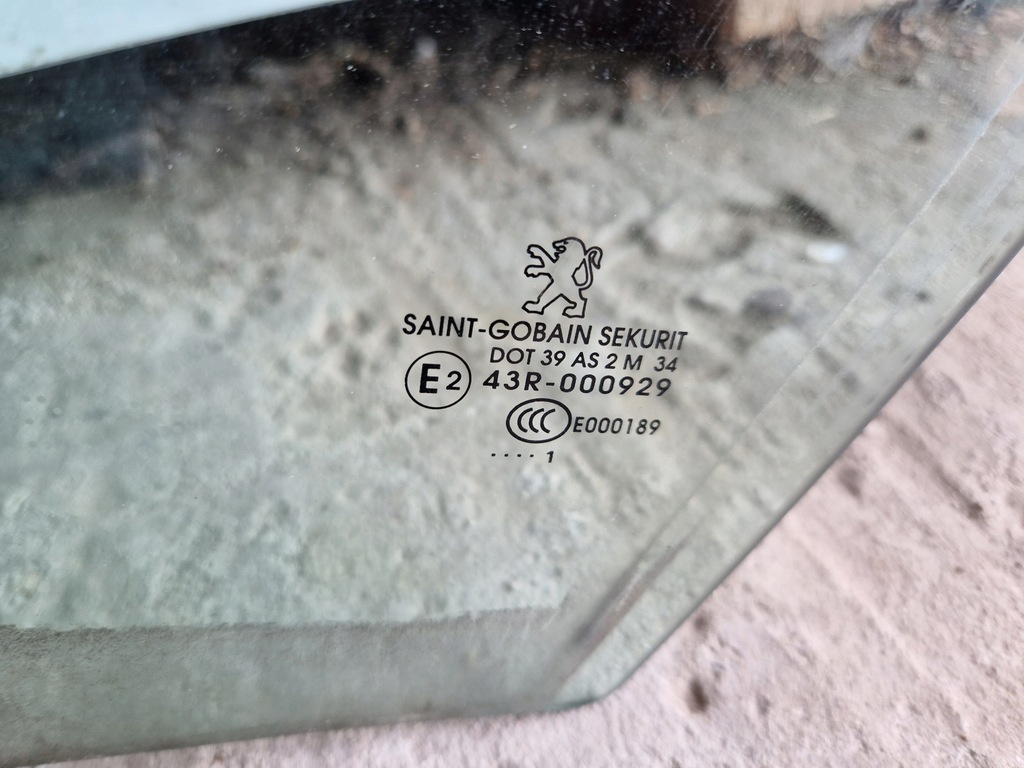 SAINT-GOBAIN SEKURIT
DOT 39 AS 2 M 34
E2 43R-000929
CCC E000189
.... 1